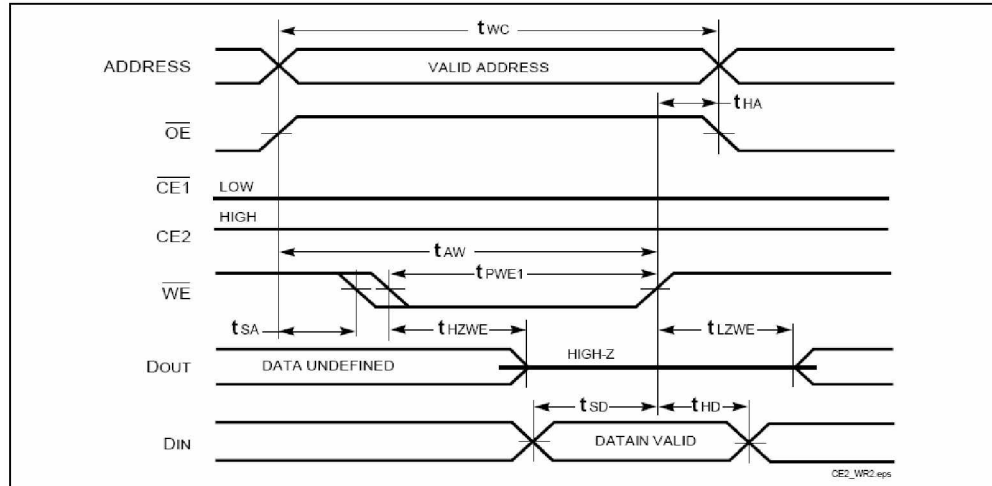 tWC
ADDRESS
VALID ADDRESS
tHA
OE
CE1
LOW
CE2
HIGH
tAW
WE
tPWE1
tSA
tHZWE
tLZWE
DOUT
DATA UNDEFINED
HIGH-Z
tSD
tHD
DIN
DATAIN VALID
CE2_WR2.eps